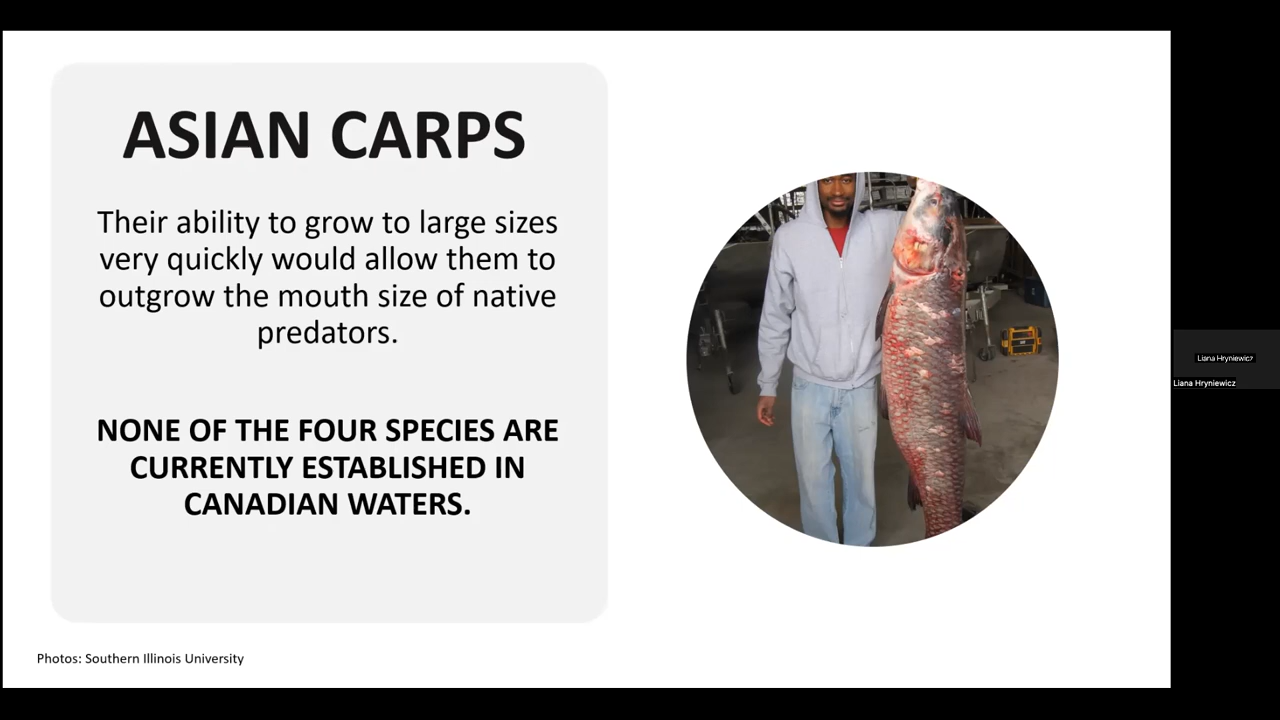 ASIAN CARPS
Their ability to grow to large sizes
very quickly would allow them to
outgrow the mouth size of native
predators.
NONE OF THE FOUR SPECIES ARE
CURRENTLY ESTABLISHED IN
CANADIAN WATERS.
Photos: Southern Illinois University
Liana Hryniewicz
Liana Hryniewicz